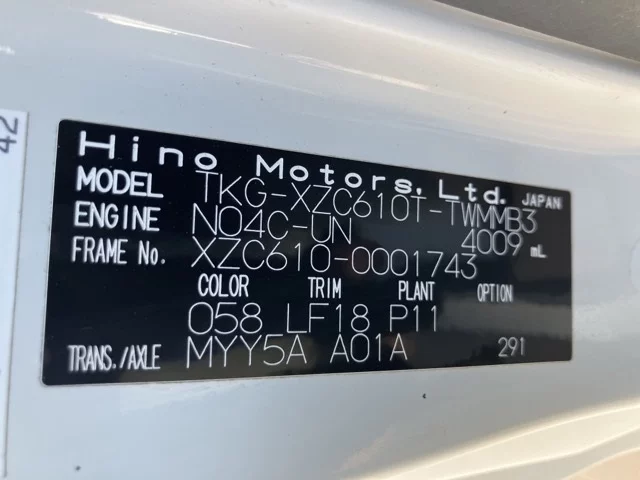 42
Hino Motors, Ltd. JAPAN
MODEL TKG-XZC610T-TWMMB3
ENGINE N04C-UN 4009 mL
FRAME No. XZC610-0001743
COLOR TRIM PLANT OPTION
058 LF18 P11
TRANS./AXLE MYY5A A01A 291